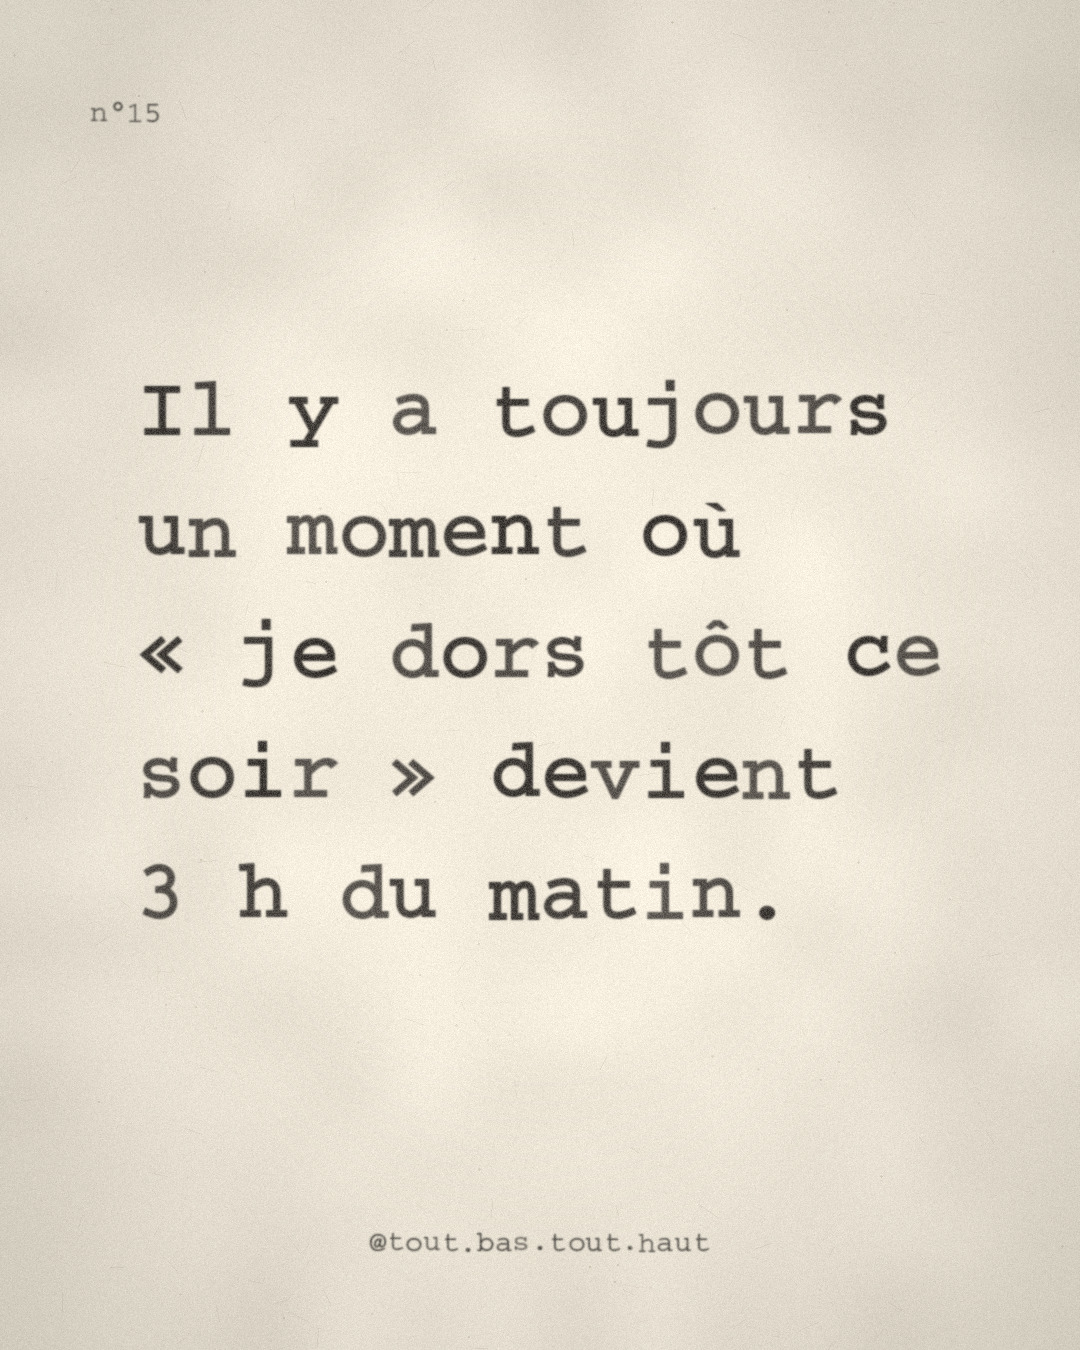 n°15
Il y a toujours
un moment où
« je dors tôt ce
soir » devient
3 h du matin.
@tout.bas.tout.haut